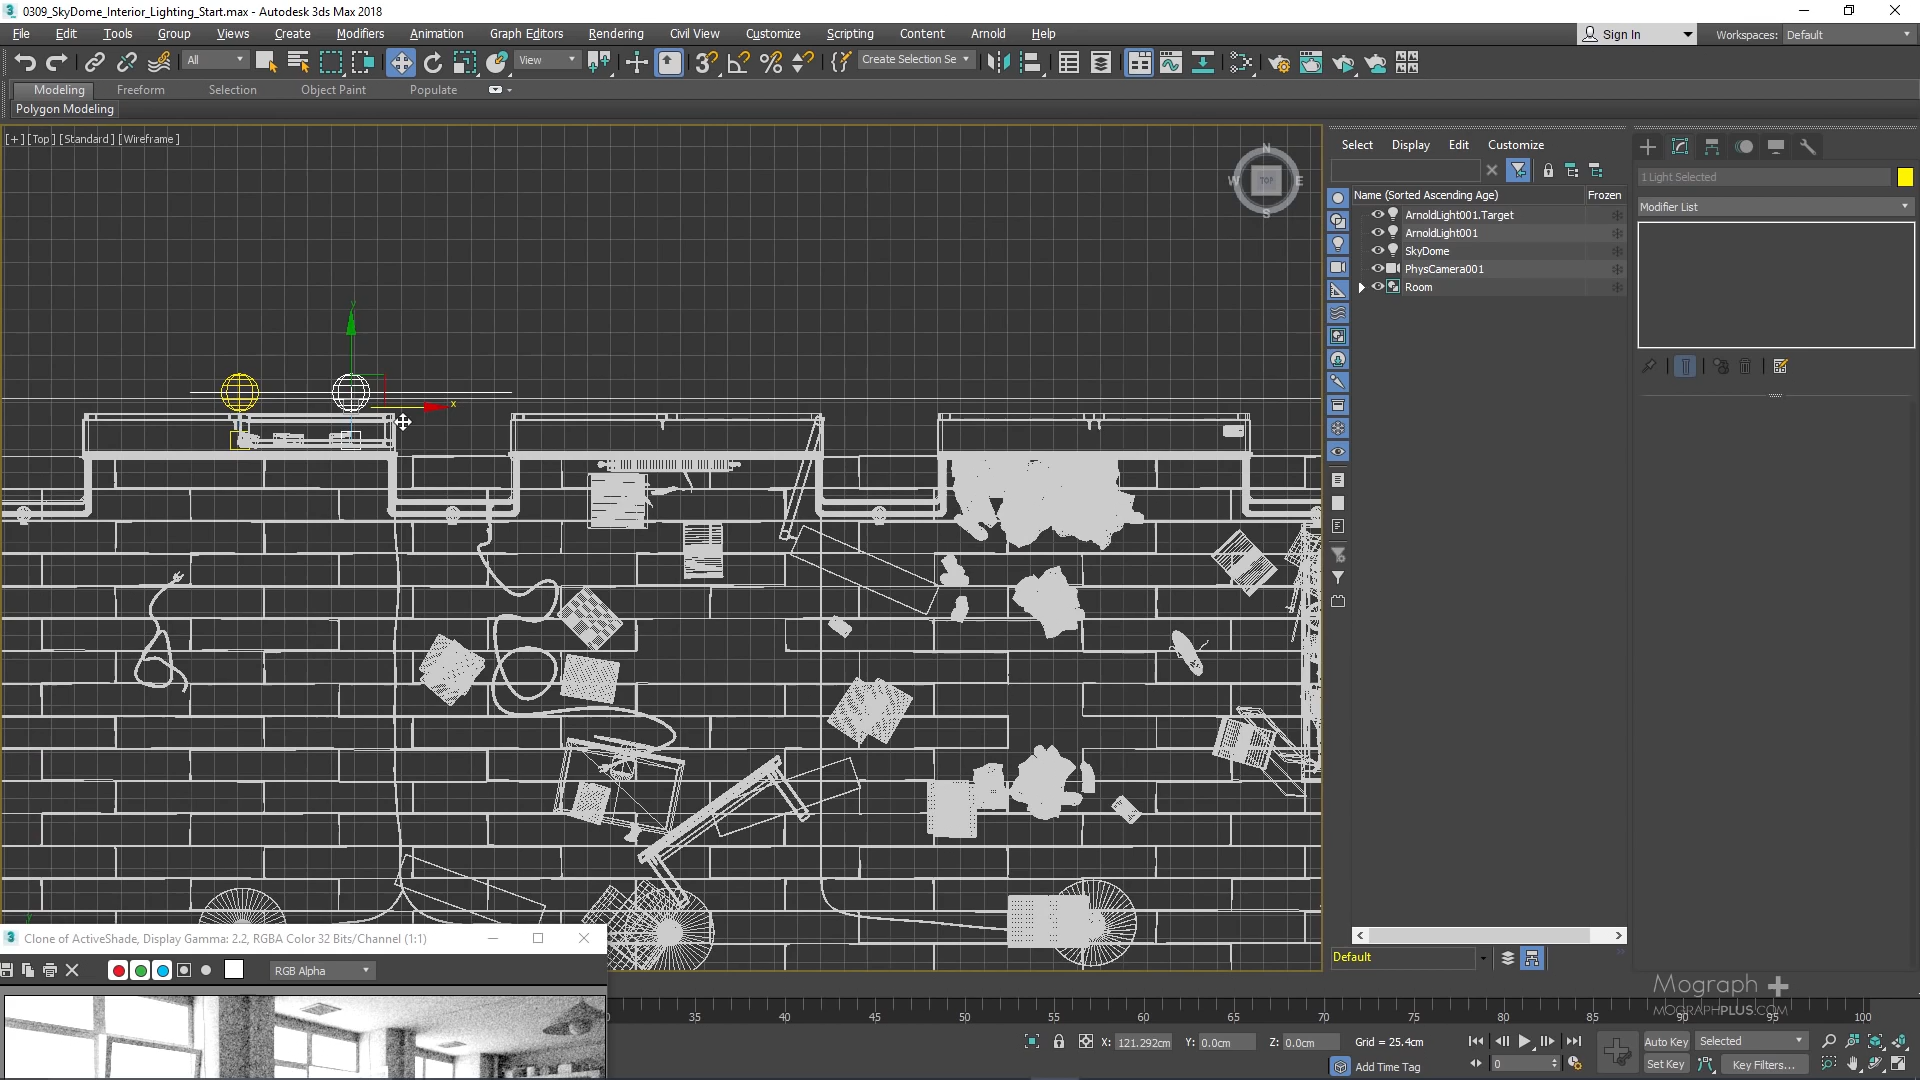 0309_SkyDome_Interior_Lighting_Start.max - Autodesk 3ds Max 2018
File Edit Tools Group Views Create Modifiers Animation Graph Editors Rendering Civil View Customize Scripting Content Arnold Help
Sign In
Workspaces: Default
All
View
Create Selection Se
Modeling Freeform Selection Object Paint Populate
Polygon Modeling
[+] [Top] [Standard] [Wireframe]
N
W TOP E
S
y
x
Select Display Edit Customize
Name (Sorted Ascending Age) Frozen
ArnoldLight001.Target
ArnoldLight001
SkyDome
PhysCamera001
Room
1 Light Selected
Modifier List
Default
Clone of ActiveShade, Display Gamma: 2.2, RGBA Color 32 Bits/Channel (1:1)
RGB Alpha
Mograph +
MOGRAPHPLUS.COM
35 40 45 50 55 60 65 70 75 80 85 90 95 100
X: 121.292cm Y: 0.0cm Z: 0.0cm Grid = 25.4cm
Add Time Tag
0
Auto Key Selected
Set Key Key Filters...